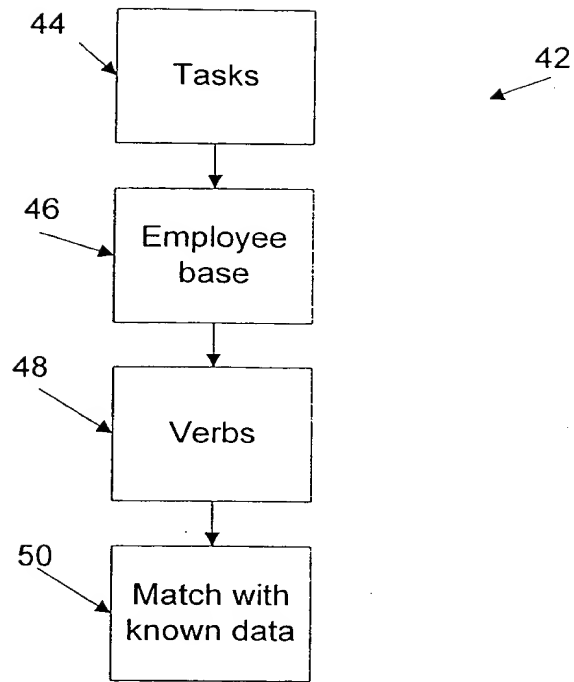 44
Tasks
42
46
Employee
base
48
Verbs
50
Match with
known data